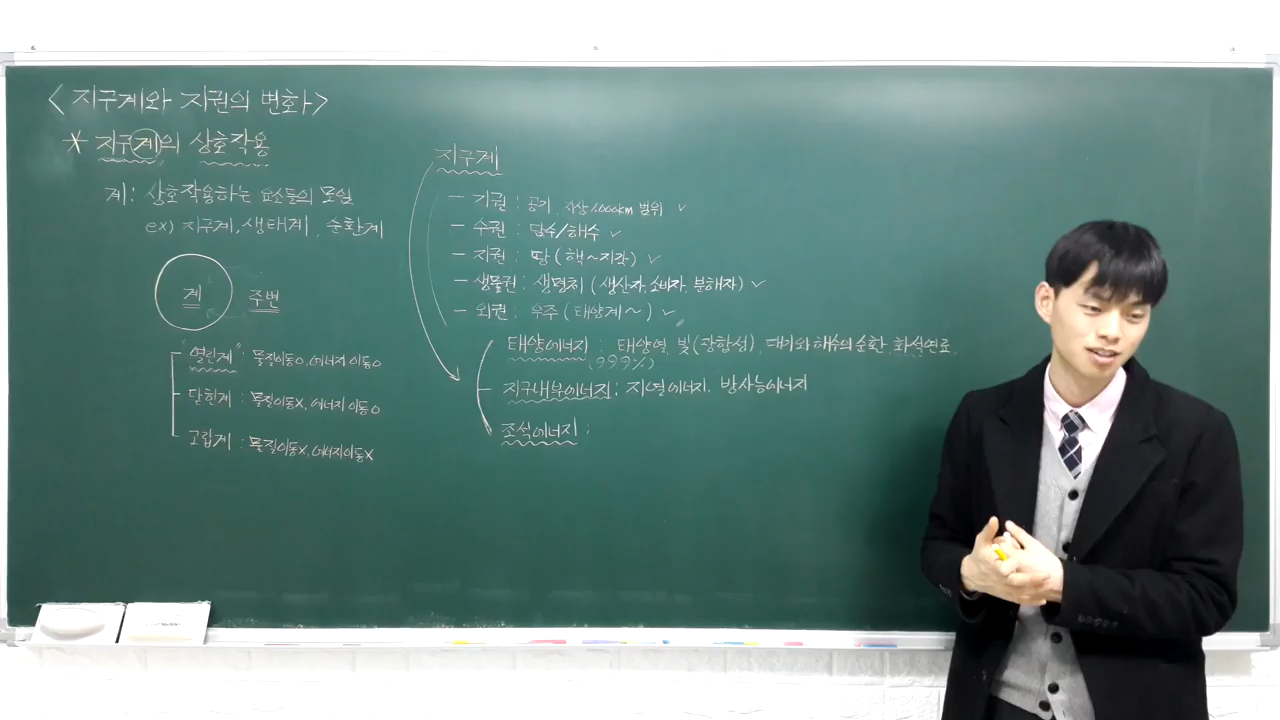 <지구계와 지권의 변화>
* 지구계의 상호작용
계: 상호작용하는 요소들의 모임
ex) 지구계, 생태계, 순환계
계 주변
"열린계": 물질이동o, 에너지 이동o
닫힌계: 물질이동x, 에너지 이동o
고립계: 물질이동x, 에너지이동x
지구계
- 기권: 공기, 지상 1000km 범위 ✓
- 수권: 담수/해수 ✓
- 지권: 땅(핵~지각) ✓
- 생물권: 생명체(생산자, 소비자, 분해자) ✓
- 외권: 우주(태양계~) ✓
태양에너지: 태양열, 빛(광합성), 대기와 해수의 순환, 화석연료
(99.9%)
지구내부에너지: 지열에너지, 방사능에너지
조석에너지: